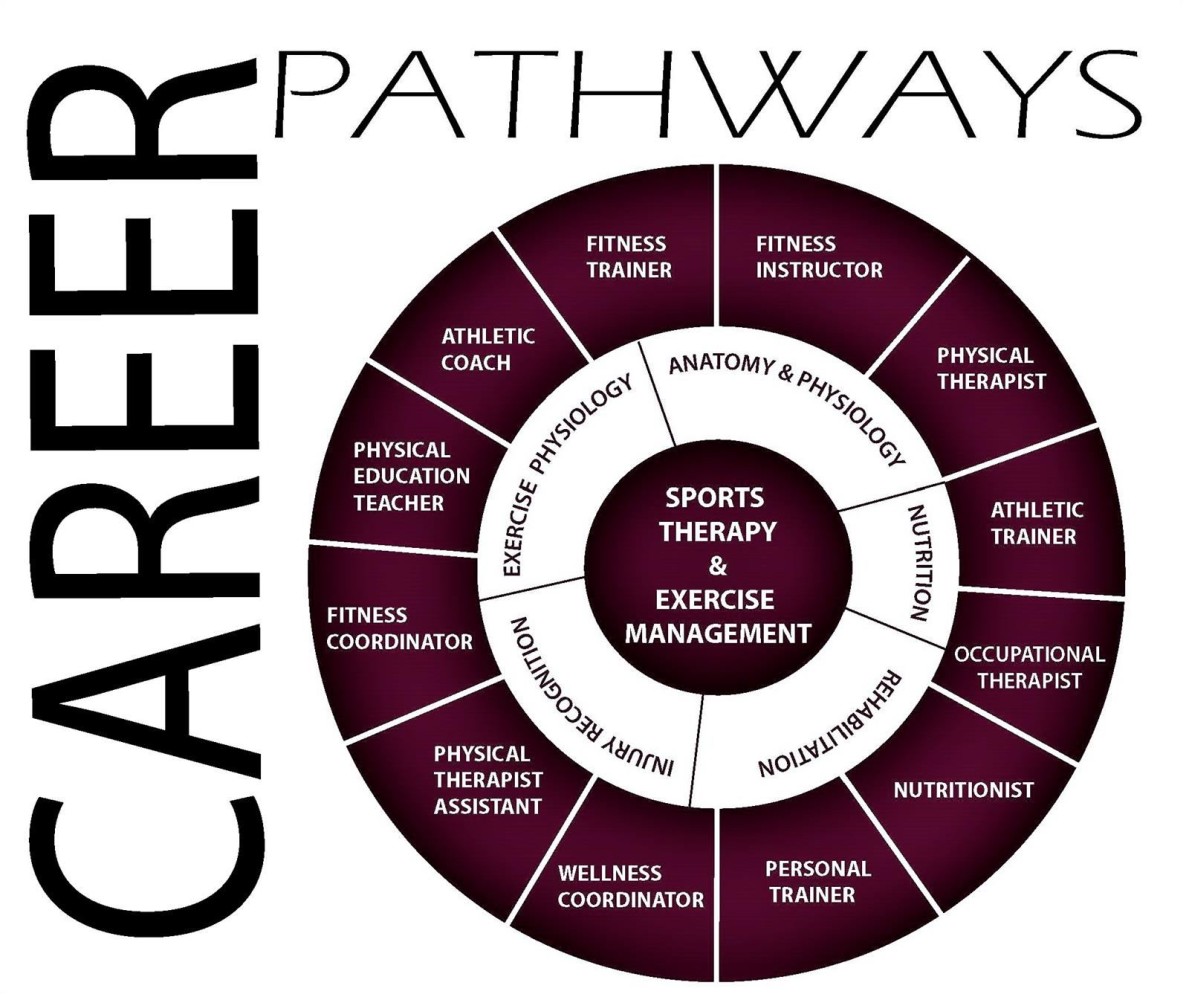 CAREER
PATHWAYS
FITNESS
INSTRUCTOR
PHYSICAL
THERAPIST
ATHLETIC
TRAINER
OCCUPATIONAL
THERAPIST
NUTRITIONIST
PERSONAL
TRAINER
WELLNESS
COORDINATOR
PHYSICAL
THERAPIST
ASSISTANT
FITNESS
COORDINATOR
PHYSICAL
EDUCATION
TEACHER
ATHLETIC
COACH
FITNESS
TRAINER
ANATOMY & PHYSIOLOGY
NUTRITION
REHABILITATION
INJURY RECOGNITION
EXERCISE PHYSIOLOGY
SPORTS
THERAPY
&
EXERCISE
MANAGEMENT